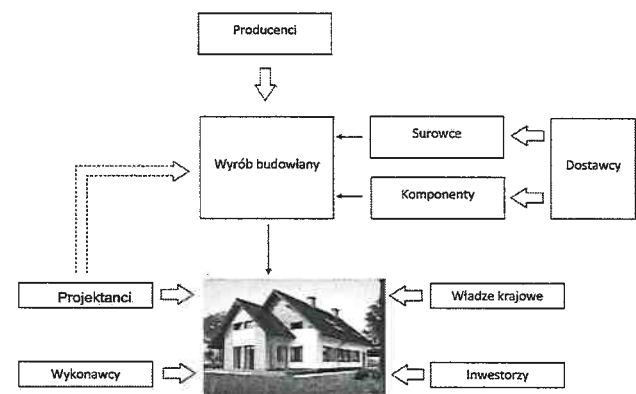 Producenci
Surowce
Wyrób budowlany
Dostawcy
Komponenty
Projektanci
Władze krajowe
Wykonawcy
Inwestorzy